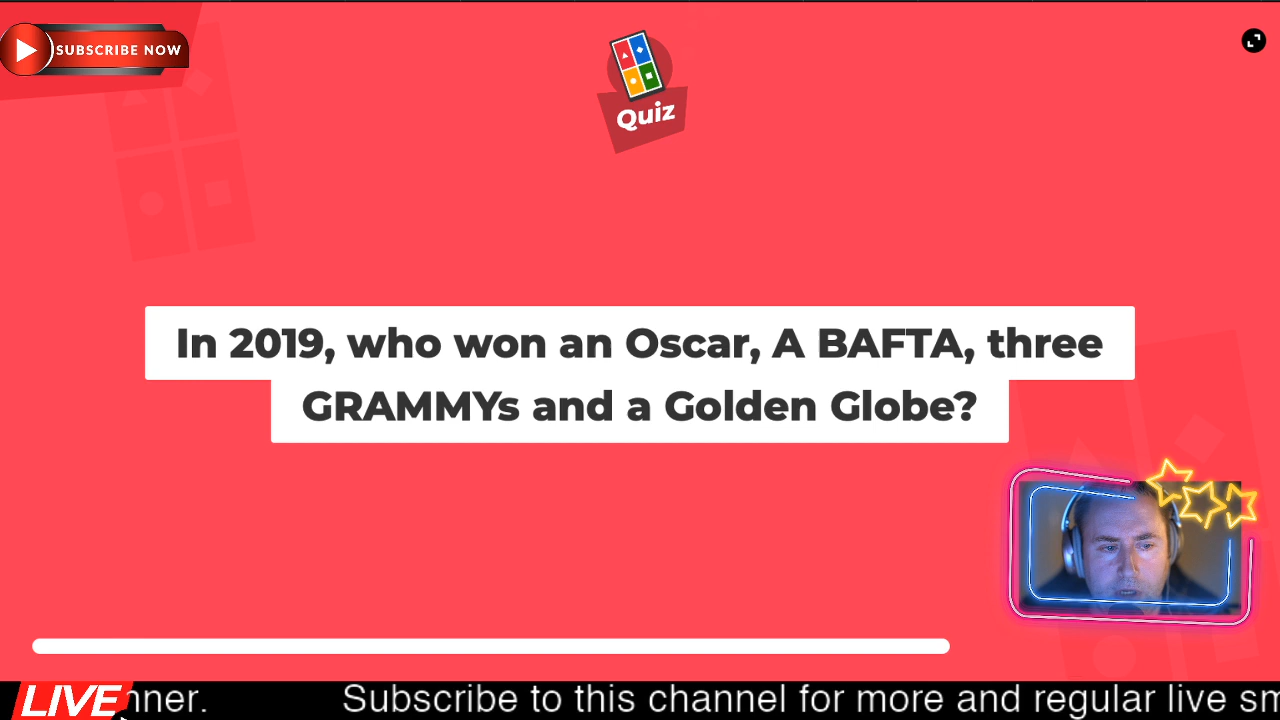 SUBSCRIBE NOW
Quiz
In 2019, who won an Oscar, A BAFTA, three
GRAMMYs and a Golden Globe?
LIVE
nner. Subscribe to this channel for more and regular live sm